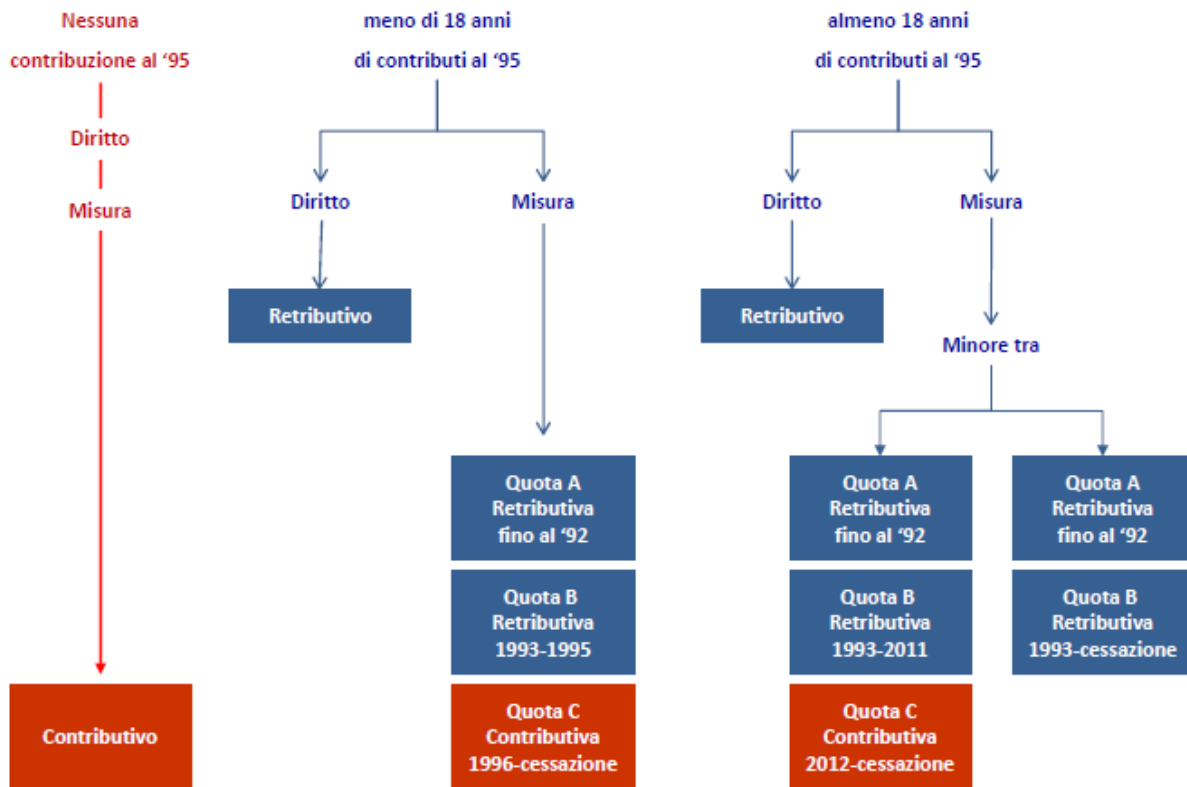 Nessuna
contribuzione al ‘95
Diritto
Misura
Contributivo
meno di 18 anni
di contributi al ‘95
Diritto
Misura
Retributivo
Quota A
Retributiva
fino al ‘92
Quota B
Retributiva
1993-1995
Quota C
Contributiva
1996-cessazione
almeno 18 anni
di contributi al ‘95
Diritto
Misura
Retributivo
Minore tra
Quota A
Retributiva
fino al ‘92
Quota B
Retributiva
1993-2011
Quota C
Contributiva
2012-cessazione
Quota A
Retributiva
fino al ‘92
Quota B
Retributiva
1993-cessazione